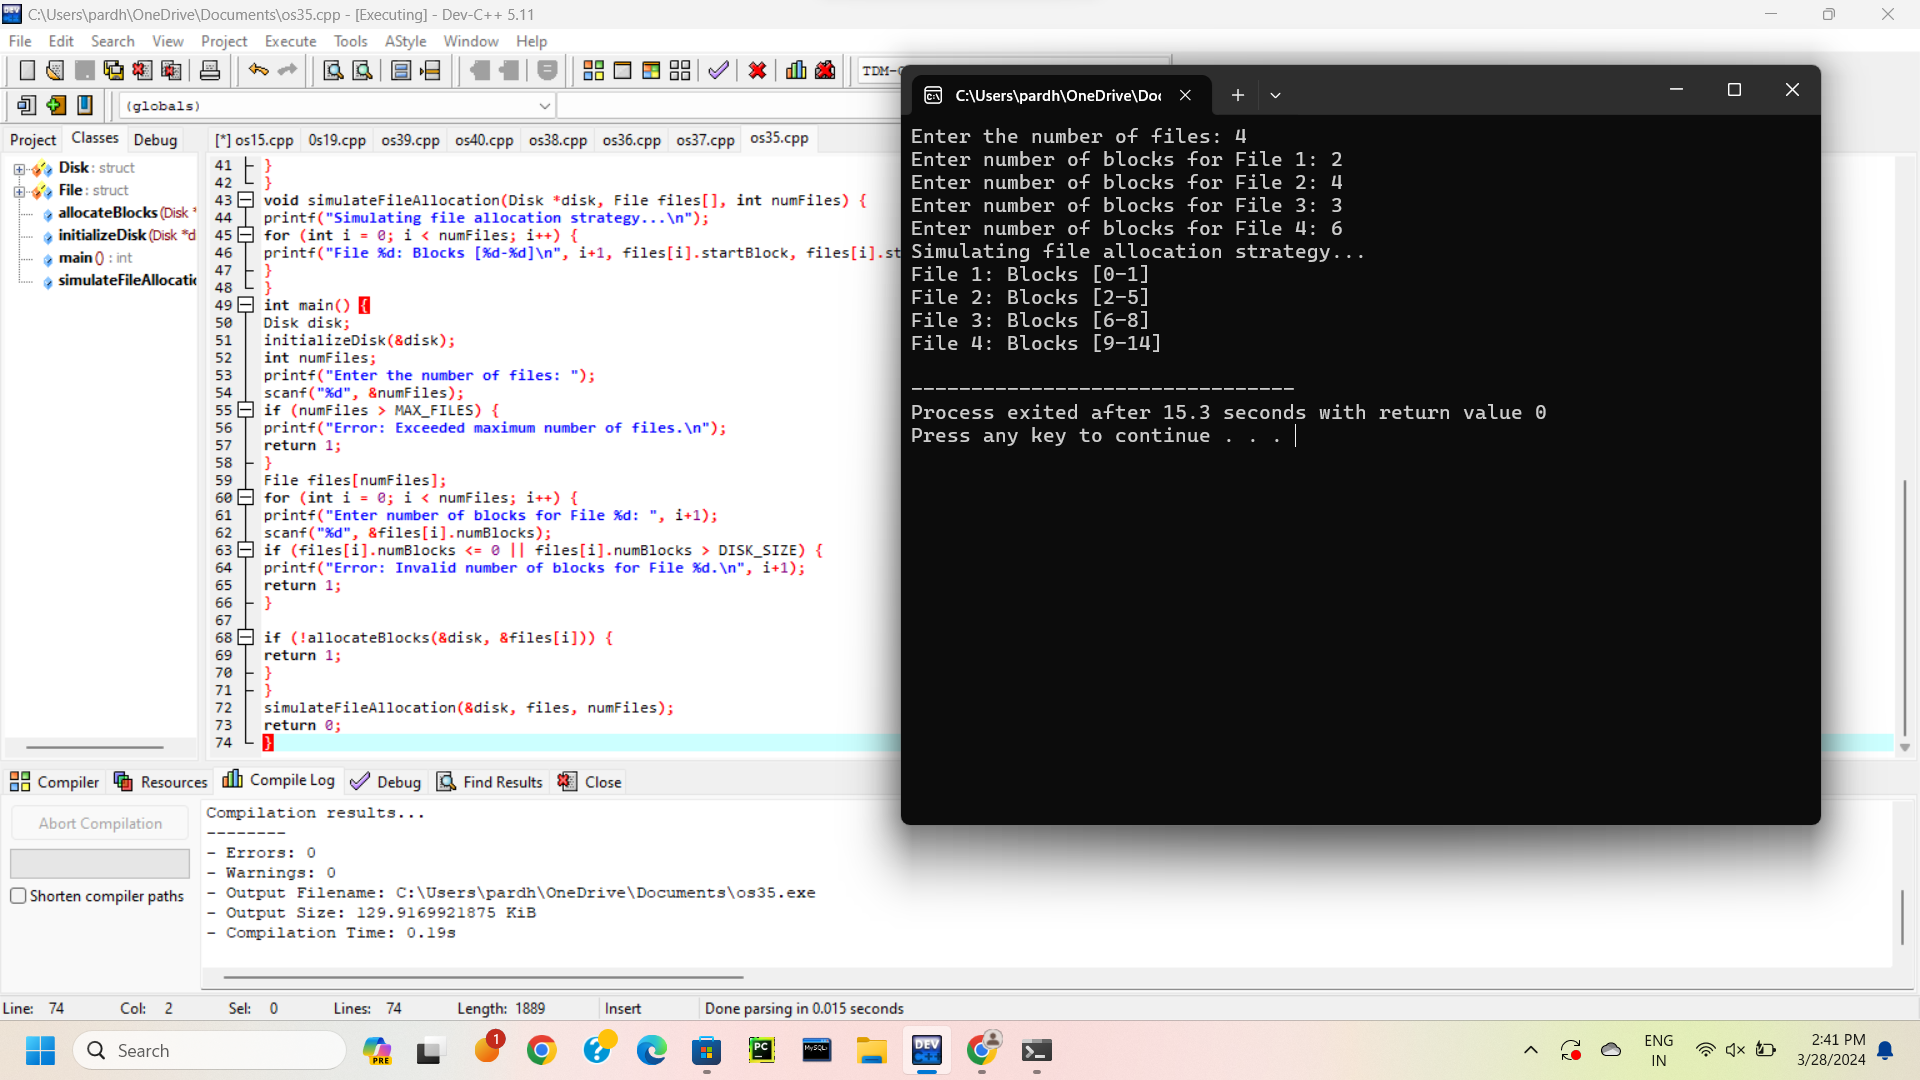 C:\Users\pardh\OneDrive\Documents\os35.cpp - [Executing] - Dev-C++ 5.11
File Edit Search View Project Execute Tools AStyle Window Help
(globals)
Project Classes Debug
[*] os15.cpp 0s19.cpp os39.cpp os40.cpp os38.cpp os36.cpp os37.cpp os35.cpp
Disk : struct
File : struct
allocateBlocks (Disk *
initializeDisk (Disk *d
main () : int
simulateFileAllocatic
41 }
42 }
43 void simulateFileAllocation(Disk *disk, File files[], int numFiles) {
44 printf("Simulating file allocation strategy...\n");
45 for (int i = 0; i < numFiles; i++) {
46 printf("File %d: Blocks [%d-%d]\n", i+1, files[i].startBlock, files[i].st
47 }
48 }
49 int main() {
50 Disk disk;
51 initializeDisk(&disk);
52 int numFiles;
53 printf("Enter the number of files: ");
54 scanf("%d", &numFiles);
55 if (numFiles > MAX_FILES) {
56 printf("Error: Exceeded maximum number of files.\n");
57 return 1;
58 }
59 File files[numFiles];
60 for (int i = 0; i < numFiles; i++) {
61 printf("Enter number of blocks for File %d: ", i+1);
62 scanf("%d", &files[i].numBlocks);
63 if (files[i].numBlocks <= 0 || files[i].numBlocks > DISK_SIZE) {
64 printf("Error: Invalid number of blocks for File %d.\n", i+1);
65 return 1;
66 }
67
68 if (!allocateBlocks(&disk, &files[i])) {
69 return 1;
70 }
71 }
72 simulateFileAllocation(&disk, files, numFiles);
73 return 0;
74 }
TDM-
C:\Users\pardh\OneDrive\Doc
Enter the number of files: 4
Enter number of blocks for File 1: 2
Enter number of blocks for File 2: 4
Enter number of blocks for File 3: 3
Enter number of blocks for File 4: 6
Simulating file allocation strategy...
File 1: Blocks [0-1]
File 2: Blocks [2-5]
File 3: Blocks [6-8]
File 4: Blocks [9-14]
--------------------------------
Process exited after 15.3 seconds with return value 0
Press any key to continue . . .
Compiler Resources Compile Log Debug Find Results Close
Abort Compilation
Shorten compiler paths
Compilation results...
--------
- Errors: 0
- Warnings: 0
- Output Filename: C:\Users\pardh\OneDrive\Documents\os35.exe
- Output Size: 129.9169921875 KiB
- Compilation Time: 0.19s
Line: 74 Col: 2 Sel: 0 Lines: 74 Length: 1889 Insert Done parsing in 0.015 seconds
Search
PRE
1
PC
MySQL
DEV C++
ENG
IN
2:41 PM
3/28/2024